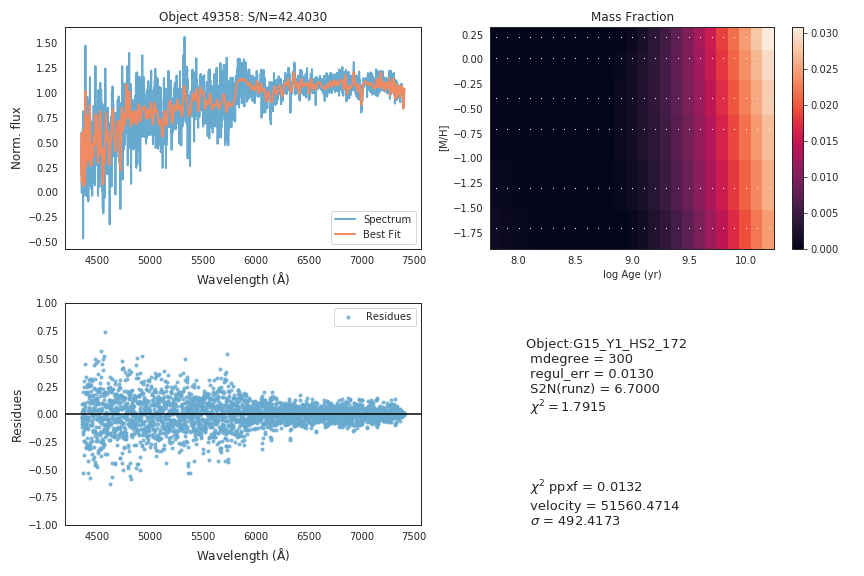 Object 49358: S/N=42.4030
Norm. flux
1.50
1.25
1.00
0.75
0.50
0.25
0.00
−0.25
−0.50
Spectrum
Best Fit
4500 5000 5500 6000 6500 7000 7500
Wavelength (Å)
Mass Fraction
[M/H]
0.25
0.00
−0.25
−0.50
−0.75
−1.00
−1.25
−1.50
−1.75
8.0 8.5 9.0 9.5 10.0
log Age (yr)
0.030
0.025
0.020
0.015
0.010
0.005
0.000
Residues
1.00
0.75
0.50
0.25
0.00
−0.25
−0.50
−0.75
−1.00
Residues
4500 5000 5500 6000 6500 7000 7500
Wavelength (Å)
Object:G15_Y1_HS2_172
mdegree = 300
regul_err = 0.0130
S2N(runz) = 6.7000
χ² = 1.7915
χ² ppxf = 0.0132
velocity = 51560.4714
σ = 492.4173